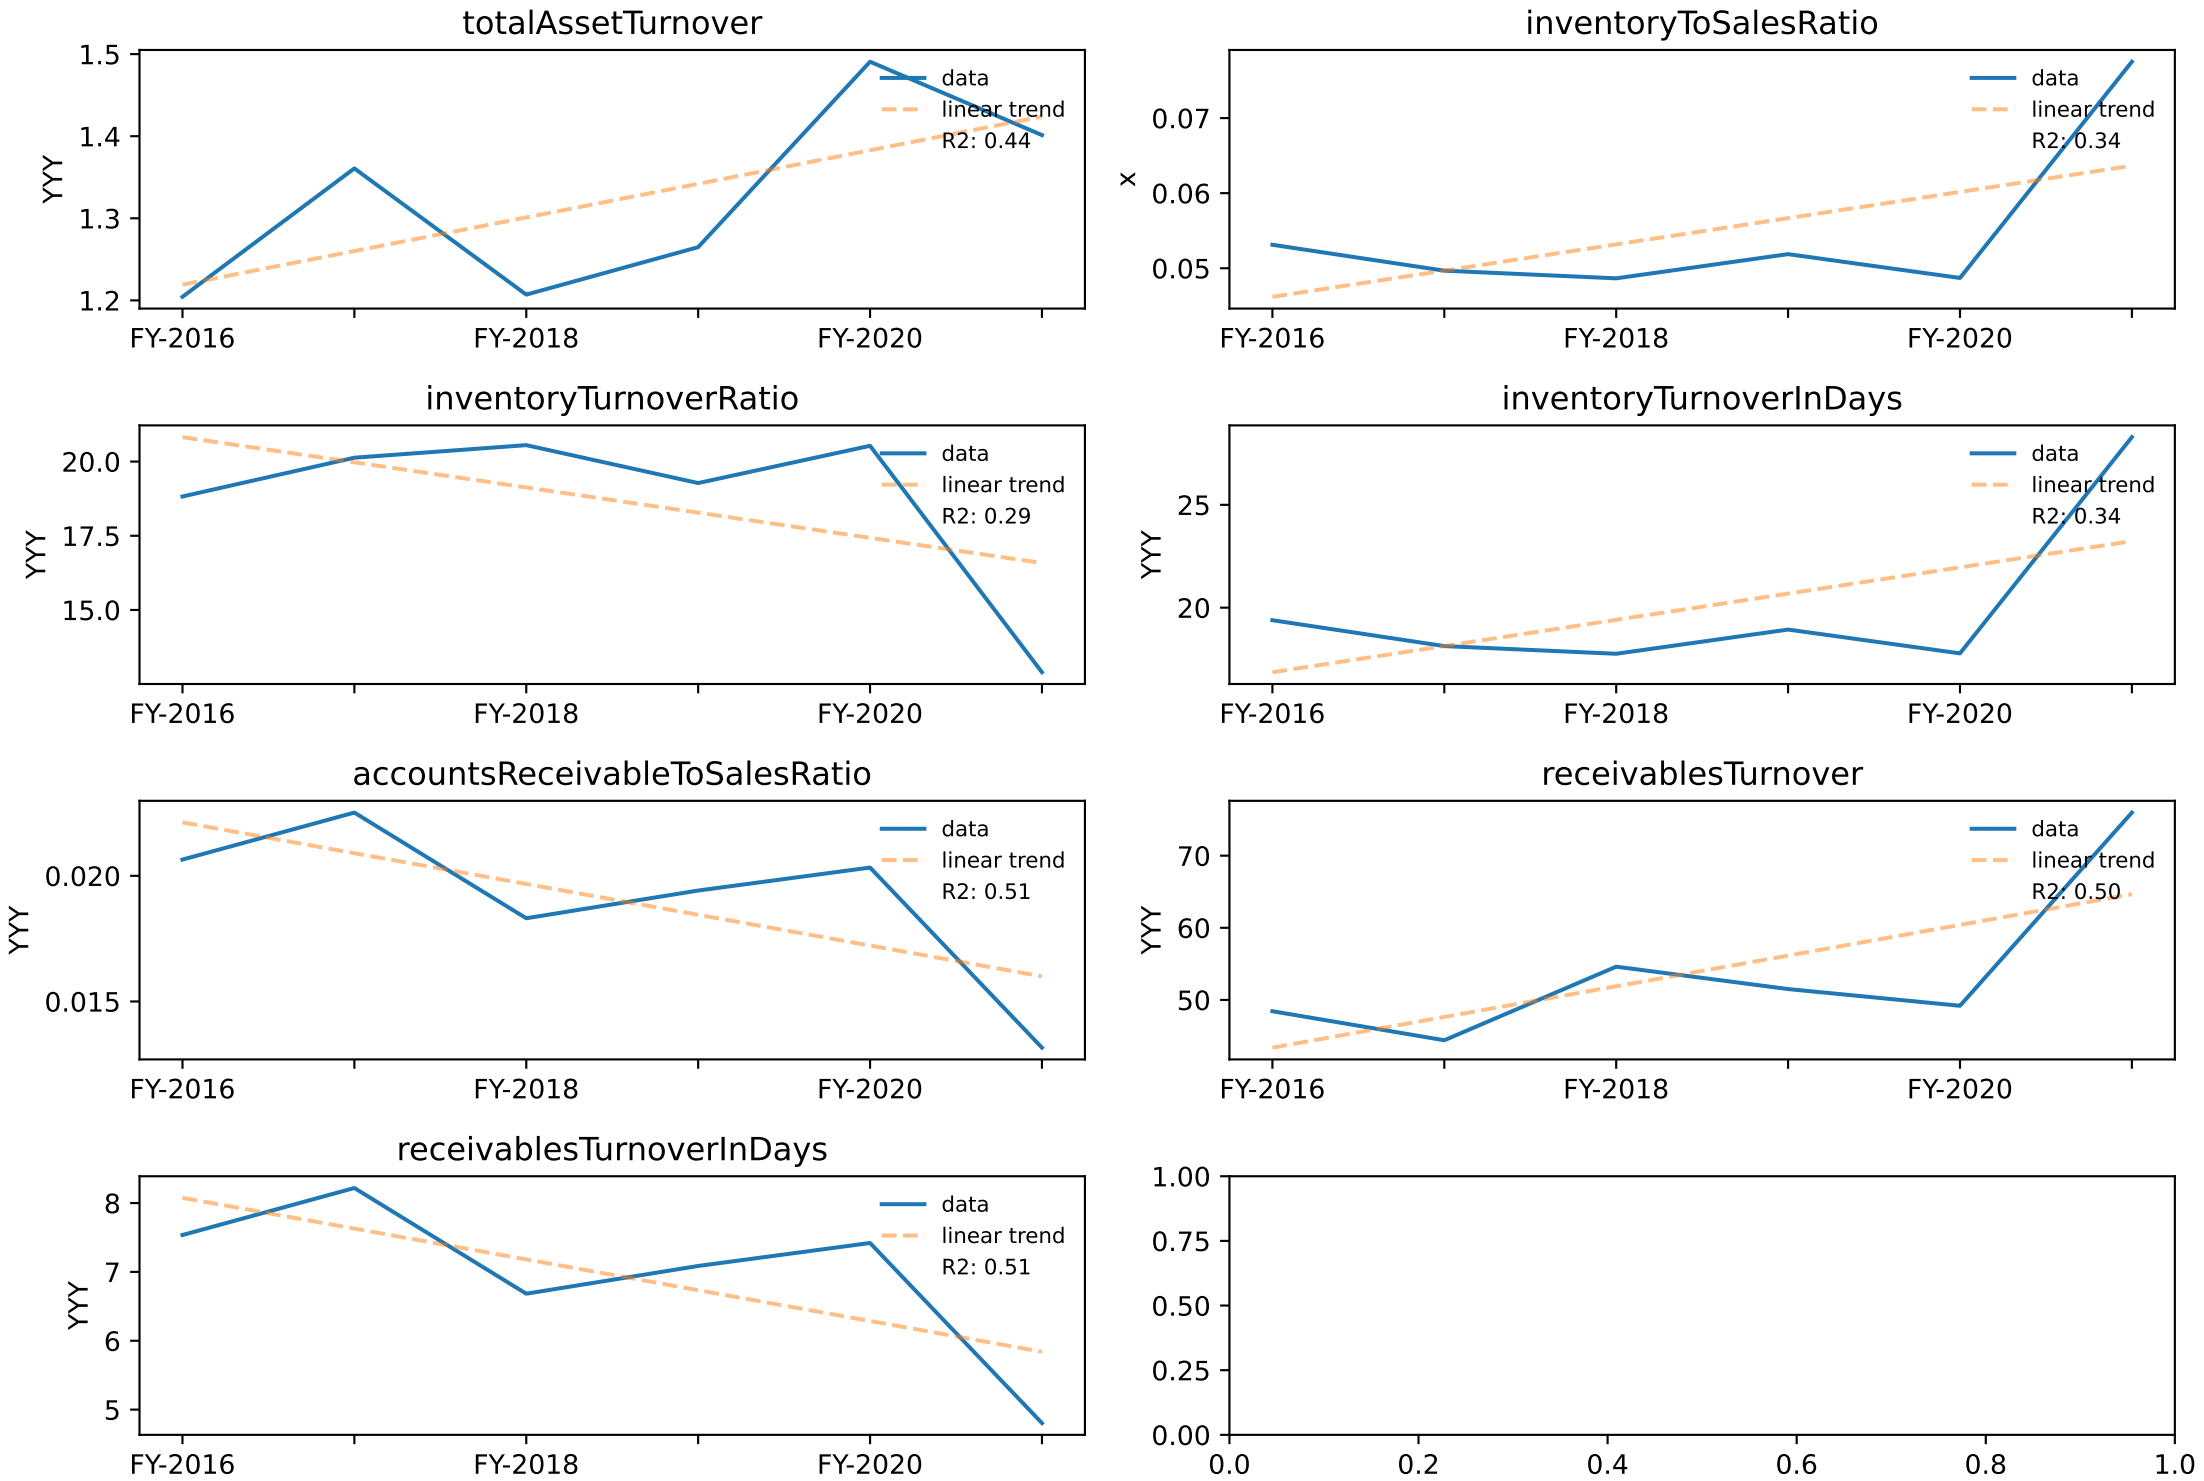 totalAssetTurnover
1.5
1.4
1.3
1.2
YYY
data
linear trend
R2: 0.44
FY-2016
FY-2018
FY-2020
inventoryToSalesRatio
0.07
0.06
0.05
x
data
linear trend
R2: 0.34
FY-2016
FY-2018
FY-2020
inventoryTurnoverRatio
20.0
17.5
15.0
YYY
data
linear trend
R2: 0.29
FY-2016
FY-2018
FY-2020
inventoryTurnoverInDays
25
20
YYY
data
linear trend
R2: 0.34
FY-2016
FY-2018
FY-2020
accountsReceivableToSalesRatio
0.020
0.015
YYY
data
linear trend
R2: 0.51
FY-2016
FY-2018
FY-2020
receivablesTurnover
70
60
50
YYY
data
linear trend
R2: 0.50
FY-2016
FY-2018
FY-2020
receivablesTurnoverInDays
8
7
6
5
YYY
data
linear trend
R2: 0.51
FY-2016
FY-2018
FY-2020
1.00
0.75
0.50
0.25
0.00
0.0
0.2
0.4
0.6
0.8
1.0